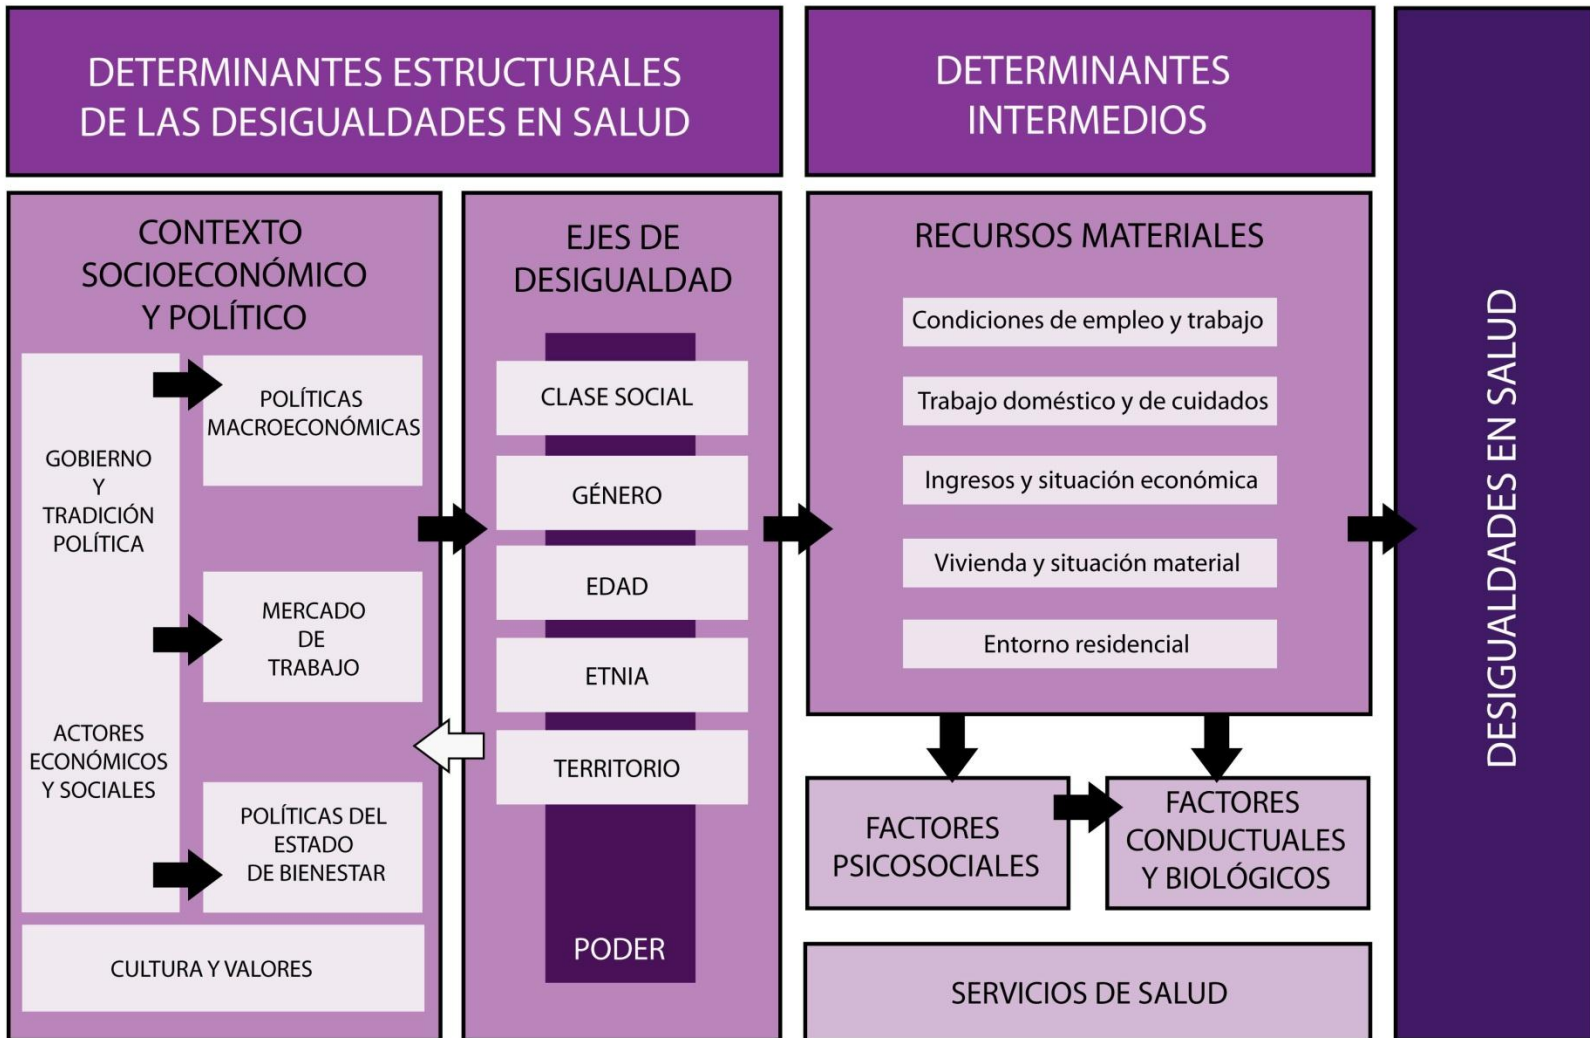 DETERMINANTES ESTRUCTURALES
DE LAS DESIGUALDADES EN SALUD
CONTEXTO
SOCIOECONÓMICO
Y POLÍTICO
GOBIERNO
Y
TRADICIÓN
POLÍTICA
ACTORES
ECONÓMICOS
Y SOCIALES
POLÍTICAS
MACROECONÓMICAS
MERCADO
DE
TRABAJO
POLÍTICAS DEL
ESTADO
DE BIENESTAR
CULTURA Y VALORES
EJES DE
DESIGUALDAD
CLASE SOCIAL
GÉNERO
EDAD
ETNIA
TERRITORIO
PODER
DETERMINANTES
INTERMEDIOS
RECURSOS MATERIALES
Condiciones de empleo y trabajo
Trabajo doméstico y de cuidados
Ingresos y situación económica
Vivienda y situación material
Entorno residencial
FACTORES
PSICOSOCIALES
FACTORES
CONDUCTUALES
Y BIOLÓGICOS
SERVICIOS DE SALUD
DESIGUALDADES EN SALUD